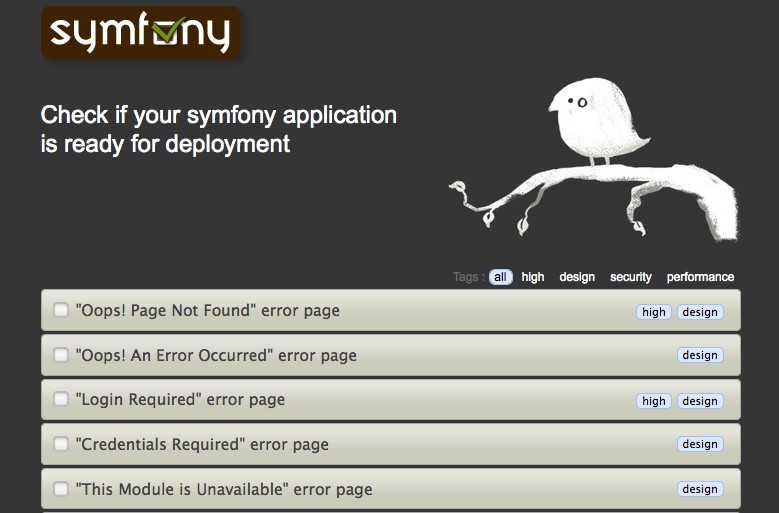 symfony
Check if your symfony application
is ready for deployment
Tags : all high design security performance
"Oops! Page Not Found" error page high design
"Oops! An Error Occurred" error page design
"Login Required" error page high design
"Credentials Required" error page design
"This Module is Unavailable" error page design